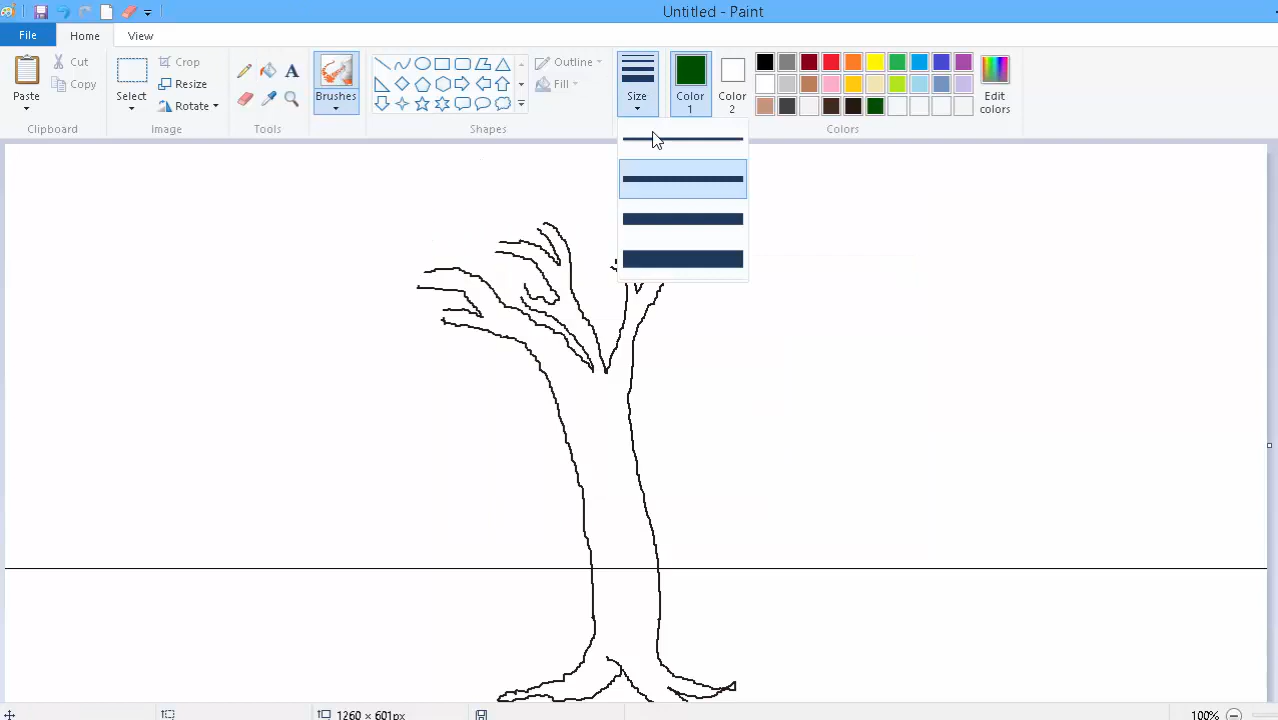 Untitled - Paint
File Home View
Paste Cut Copy Clipboard
Select Crop Resize Rotate Image
A Tools
Brushes
Outline Fill Shapes
Size
Color 1
Color 2
Edit colors
Colors
1260 × 601px 100%